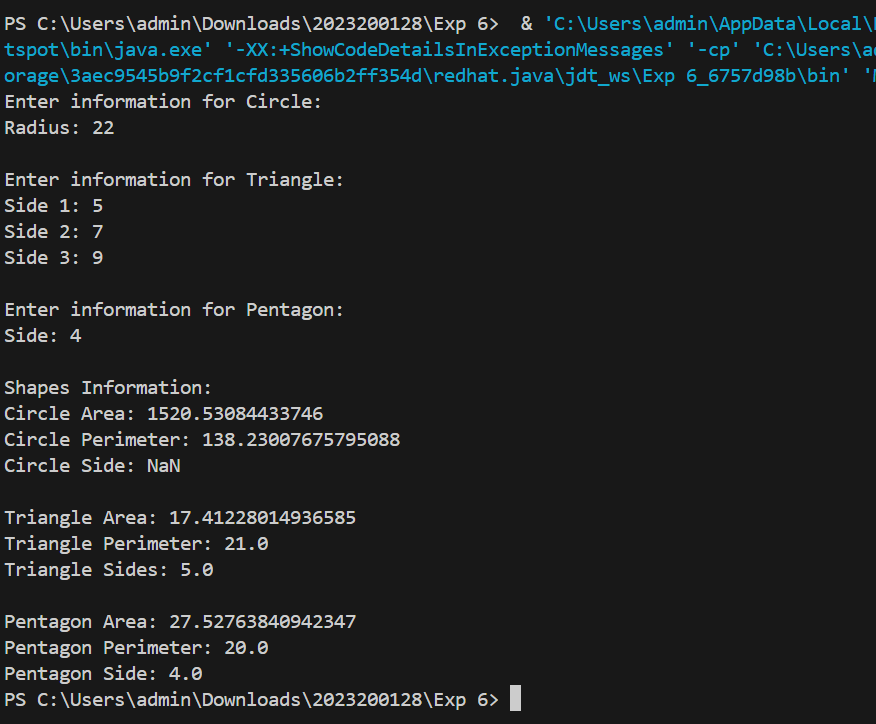 PS C:\Users\admin\Downloads\2023200128\Exp 6>  & 'C:\Users\admin\AppData\Local\
tspot\bin\java.exe' '-XX:+ShowCodeDetailsInExceptionMessages' '-cp' 'C:\Users\a
orage\3aec9545b9f2cf1cfd335606b2ff354d\redhat.java\jdt_ws\Exp 6_6757d98b\bin' '
Enter information for Circle:
Radius: 22
Enter information for Triangle:
Side 1: 5
Side 2: 7
Side 3: 9
Enter information for Pentagon:
Side: 4
Shapes Information:
Circle Area: 1520.53084433746
Circle Perimeter: 138.23007675795088
Circle Side: NaN
Triangle Area: 17.41228014936585
Triangle Perimeter: 21.0
Triangle Sides: 5.0
Pentagon Area: 27.52763840942347
Pentagon Perimeter: 20.0
Pentagon Side: 4.0
PS C:\Users\admin\Downloads\2023200128\Exp 6>